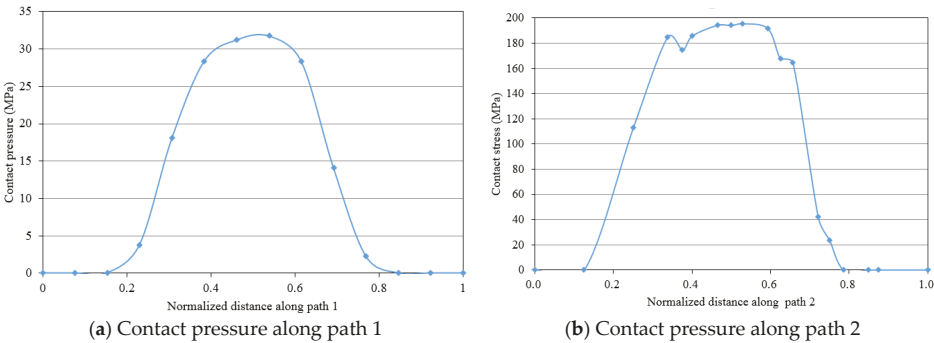 35
30
25
20
15
10
5
0
Contact pressure (MPa)
0 0.2 0.4 0.6 0.8 1
Normalized distance along path 1
(a) Contact pressure along path 1
200
180
160
140
120
100
80
60
40
20
0
Contact stress (MPa)
0.0 0.2 0.4 0.6 0.8 1.0
Normalized distance along path 2
(b) Contact pressure along path 2